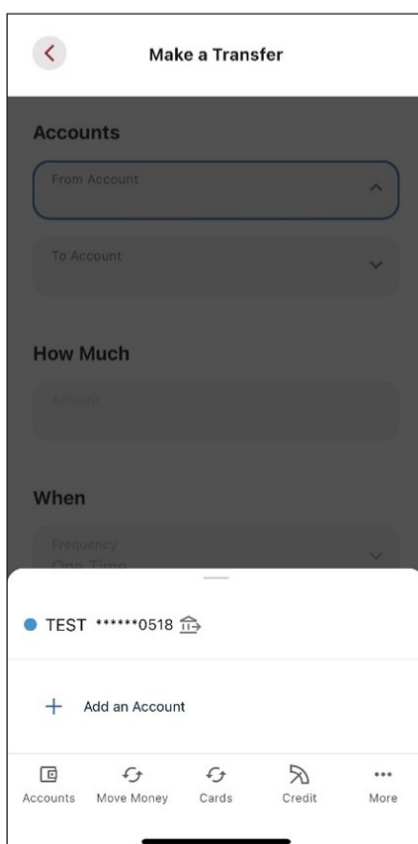 Make a Transfer
Accounts
From Account
To Account
How Much
Amount
When
Frequency
One Time
TEST ******0518
Add an Account
Accounts Move Money Cards Credit More